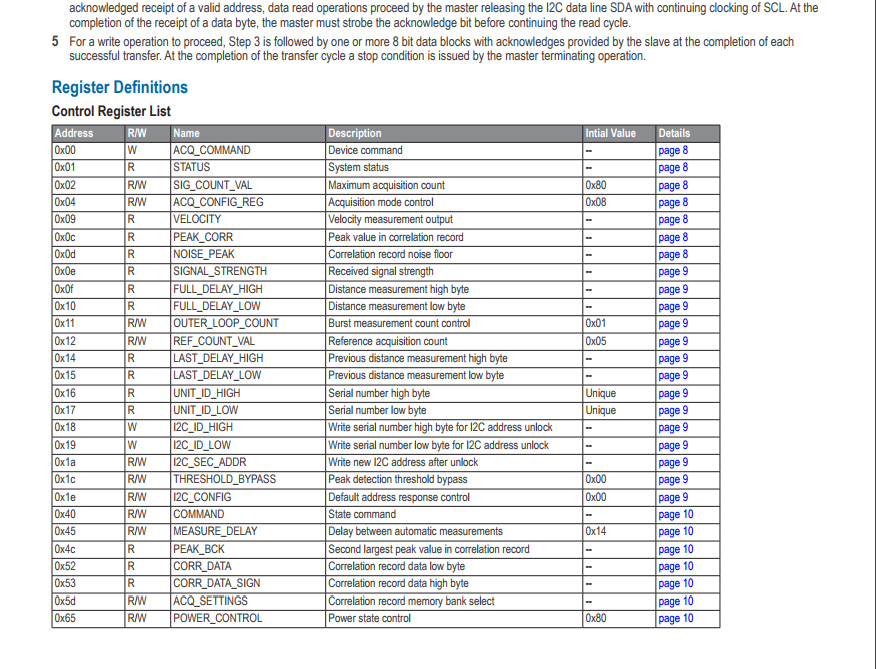 acknowledged receipt of a valid address, data read operations proceed by the master releasing the I2C data line SDA with continuing clocking of SCL. At the
completion of the receipt of a data byte, the master must strobe the acknowledge bit before continuing the read cycle.
5 For a write operation to proceed, Step 3 is followed by one or more 8 bit data blocks with acknowledges provided by the slave at the completion of each
successful transfer. At the completion of the transfer cycle a stop condition is issued by the master terminating operation.
Register Definitions
Control Register List
Address R/W Name Description Intial Value Details
0x00 W ACQ_COMMAND Device command -- page 8
0x01 R STATUS System status -- page 8
0x02 R/W SIG_COUNT_VAL Maximum acquisition count 0x80 page 8
0x04 R/W ACQ_CONFIG_REG Acquisition mode control 0x08 page 8
0x09 R VELOCITY Velocity measurement output -- page 8
0x0c R PEAK_CORR Peak value in correlation record -- page 8
0x0d R NOISE_PEAK Correlation record noise floor -- page 8
0x0e R SIGNAL_STRENGTH Received signal strength -- page 9
0x0f R FULL_DELAY_HIGH Distance measurement high byte -- page 9
0x10 R FULL_DELAY_LOW Distance measurement low byte -- page 9
0x11 R/W OUTER_LOOP_COUNT Burst measurement count control 0x01 page 9
0x12 R/W REF_COUNT_VAL Reference acquisition count 0x05 page 9
0x14 R LAST_DELAY_HIGH Previous distance measurement high byte -- page 9
0x15 R LAST_DELAY_LOW Previous distance measurement low byte -- page 9
0x16 R UNIT_ID_HIGH Serial number high byte Unique page 9
0x17 R UNIT_ID_LOW Serial number low byte Unique page 9
0x18 W I2C_ID_HIGH Write serial number high byte for I2C address unlock -- page 9
0x19 W I2C_ID_LOW Write serial number low byte for I2C address unlock -- page 9
0x1a R/W I2C_SEC_ADDR Write new I2C address after unlock -- page 9
0x1c R/W THRESHOLD_BYPASS Peak detection threshold bypass 0x00 page 9
0x1e R/W I2C_CONFIG Default address response control 0x00 page 9
0x40 R/W COMMAND State command -- page 10
0x45 R/W MEASURE_DELAY Delay between automatic measurements 0x14 page 10
0x4c R PEAK_BCK Second largest peak value in correlation record -- page 10
0x52 R CORR_DATA Correlation record data low byte -- page 10
0x53 R CORR_DATA_SIGN Correlation record data high byte -- page 10
0x5d R/W ACQ_SETTINGS Correlation record memory bank select -- page 10
0x65 R/W POWER_CONTROL Power state control 0x80 page 10